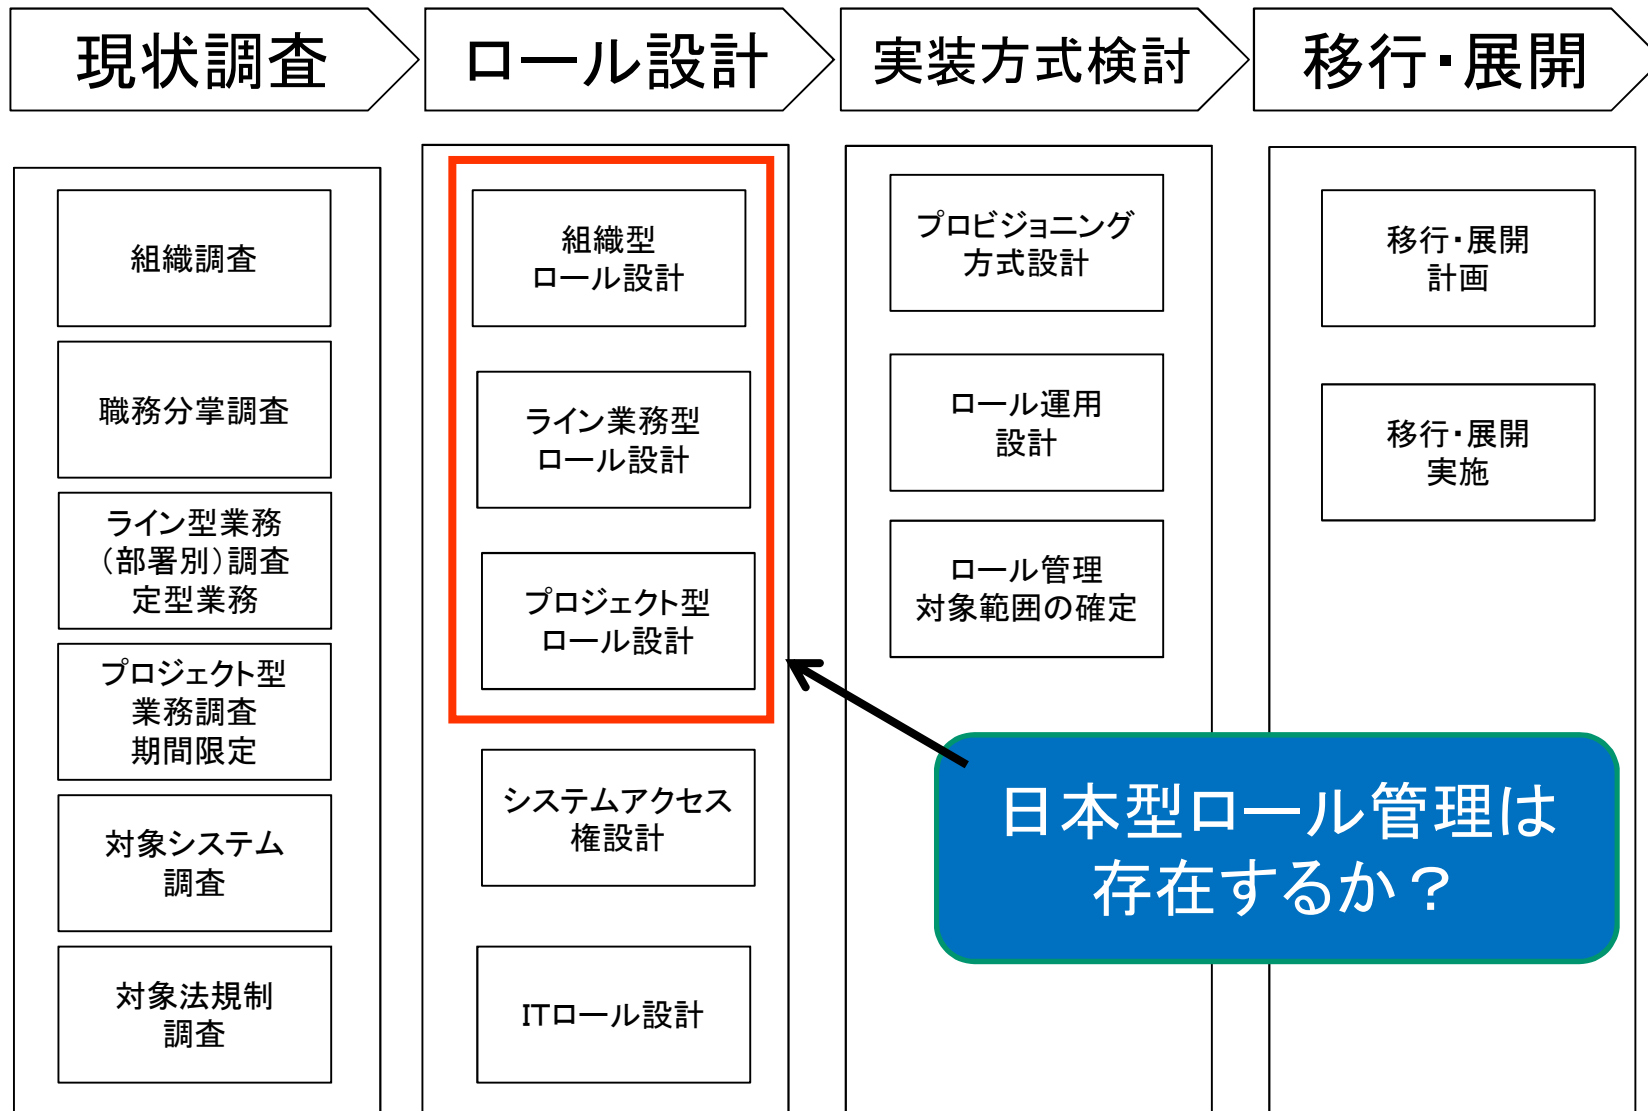 現状調査
ロール設計
実装方式検討
移行・展開
組織調査
職務分掌調査
ライン型業務
（部署別）調査
定型業務
プロジェクト型
業務調査
期間限定
対象システム
調査
対象法規制
調査
組織型
ロール設計
ライン業務型
ロール設計
プロジェクト型
ロール設計
システムアクセス
権設計
ITロール設計
プロビジョニング
方式設計
ロール運用
設計
ロール管理
対象範囲の確定
移行・展開
計画
移行・展開
実施
日本型ロール管理は
存在するか？